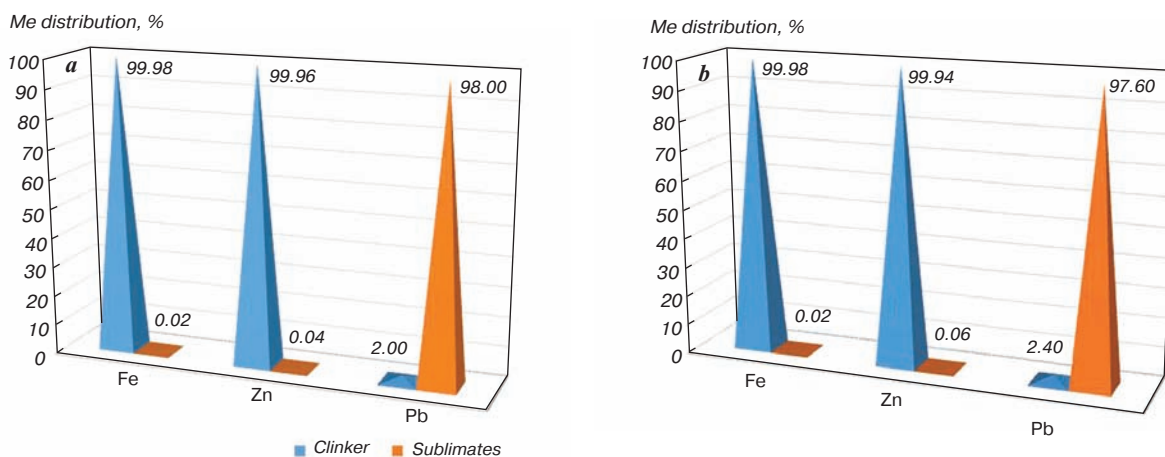 Me distribution, %
a
100
90
80
70
60
50
40
30
20
10
0
99.98
0.02
99.96
0.04
2.00
98.00
Fe
Zn
Pb
Clinker
Sublimates
Me distribution, %
b
100
90
80
70
60
50
40
30
20
10
0
99.98
0.02
99.94
0.06
2.40
97.60
Fe
Zn
Pb